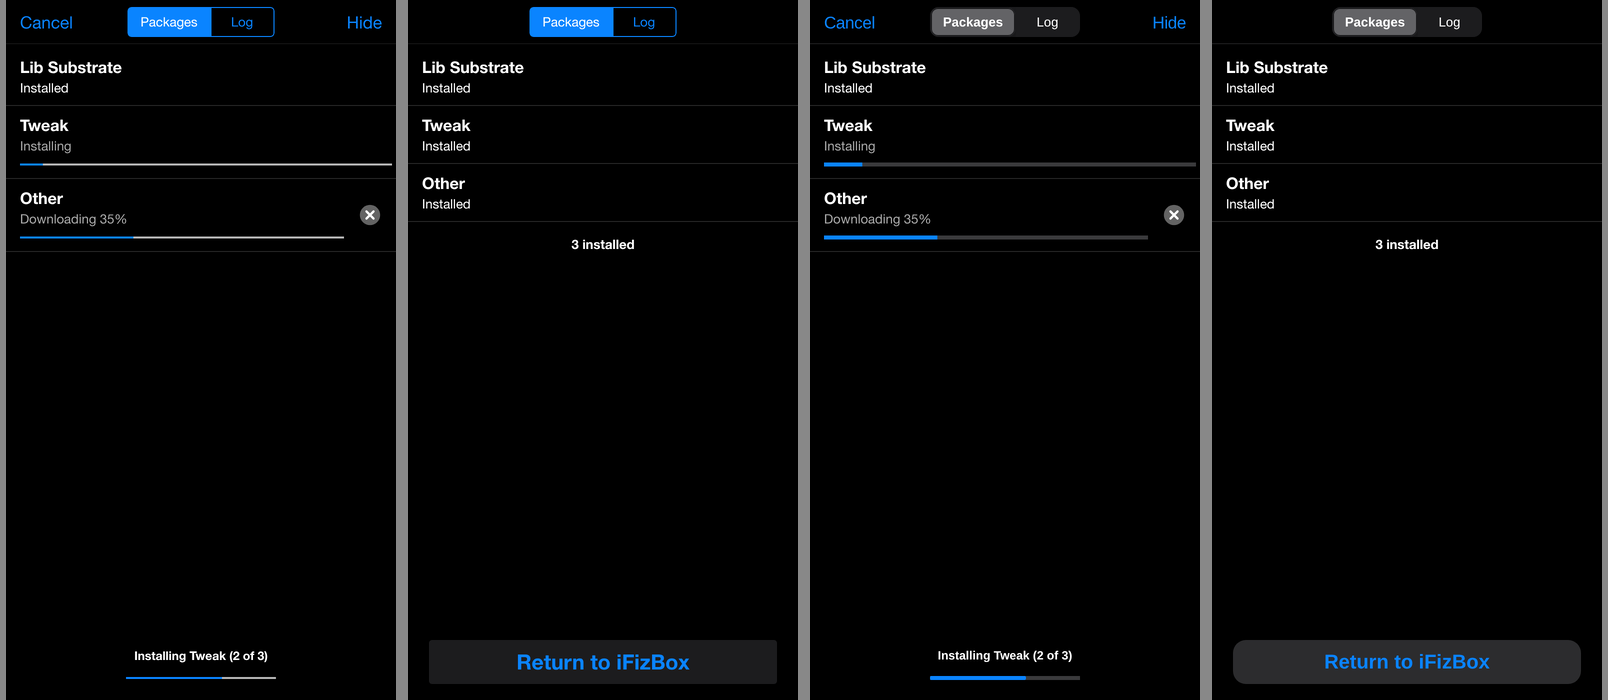 Cancel Packages Log Hide
Lib Substrate
Installed
Tweak
Installing
Other
Downloading 35%
Installing Tweak (2 of 3)
Packages Log
Lib Substrate
Installed
Tweak
Installed
Other
Installed
3 installed
Return to iFizBox
Cancel Packages Log Hide
Lib Substrate
Installed
Tweak
Installing
Other
Downloading 35%
Installing Tweak (2 of 3)
Packages Log
Lib Substrate
Installed
Tweak
Installed
Other
Installed
3 installed
Return to iFizBox